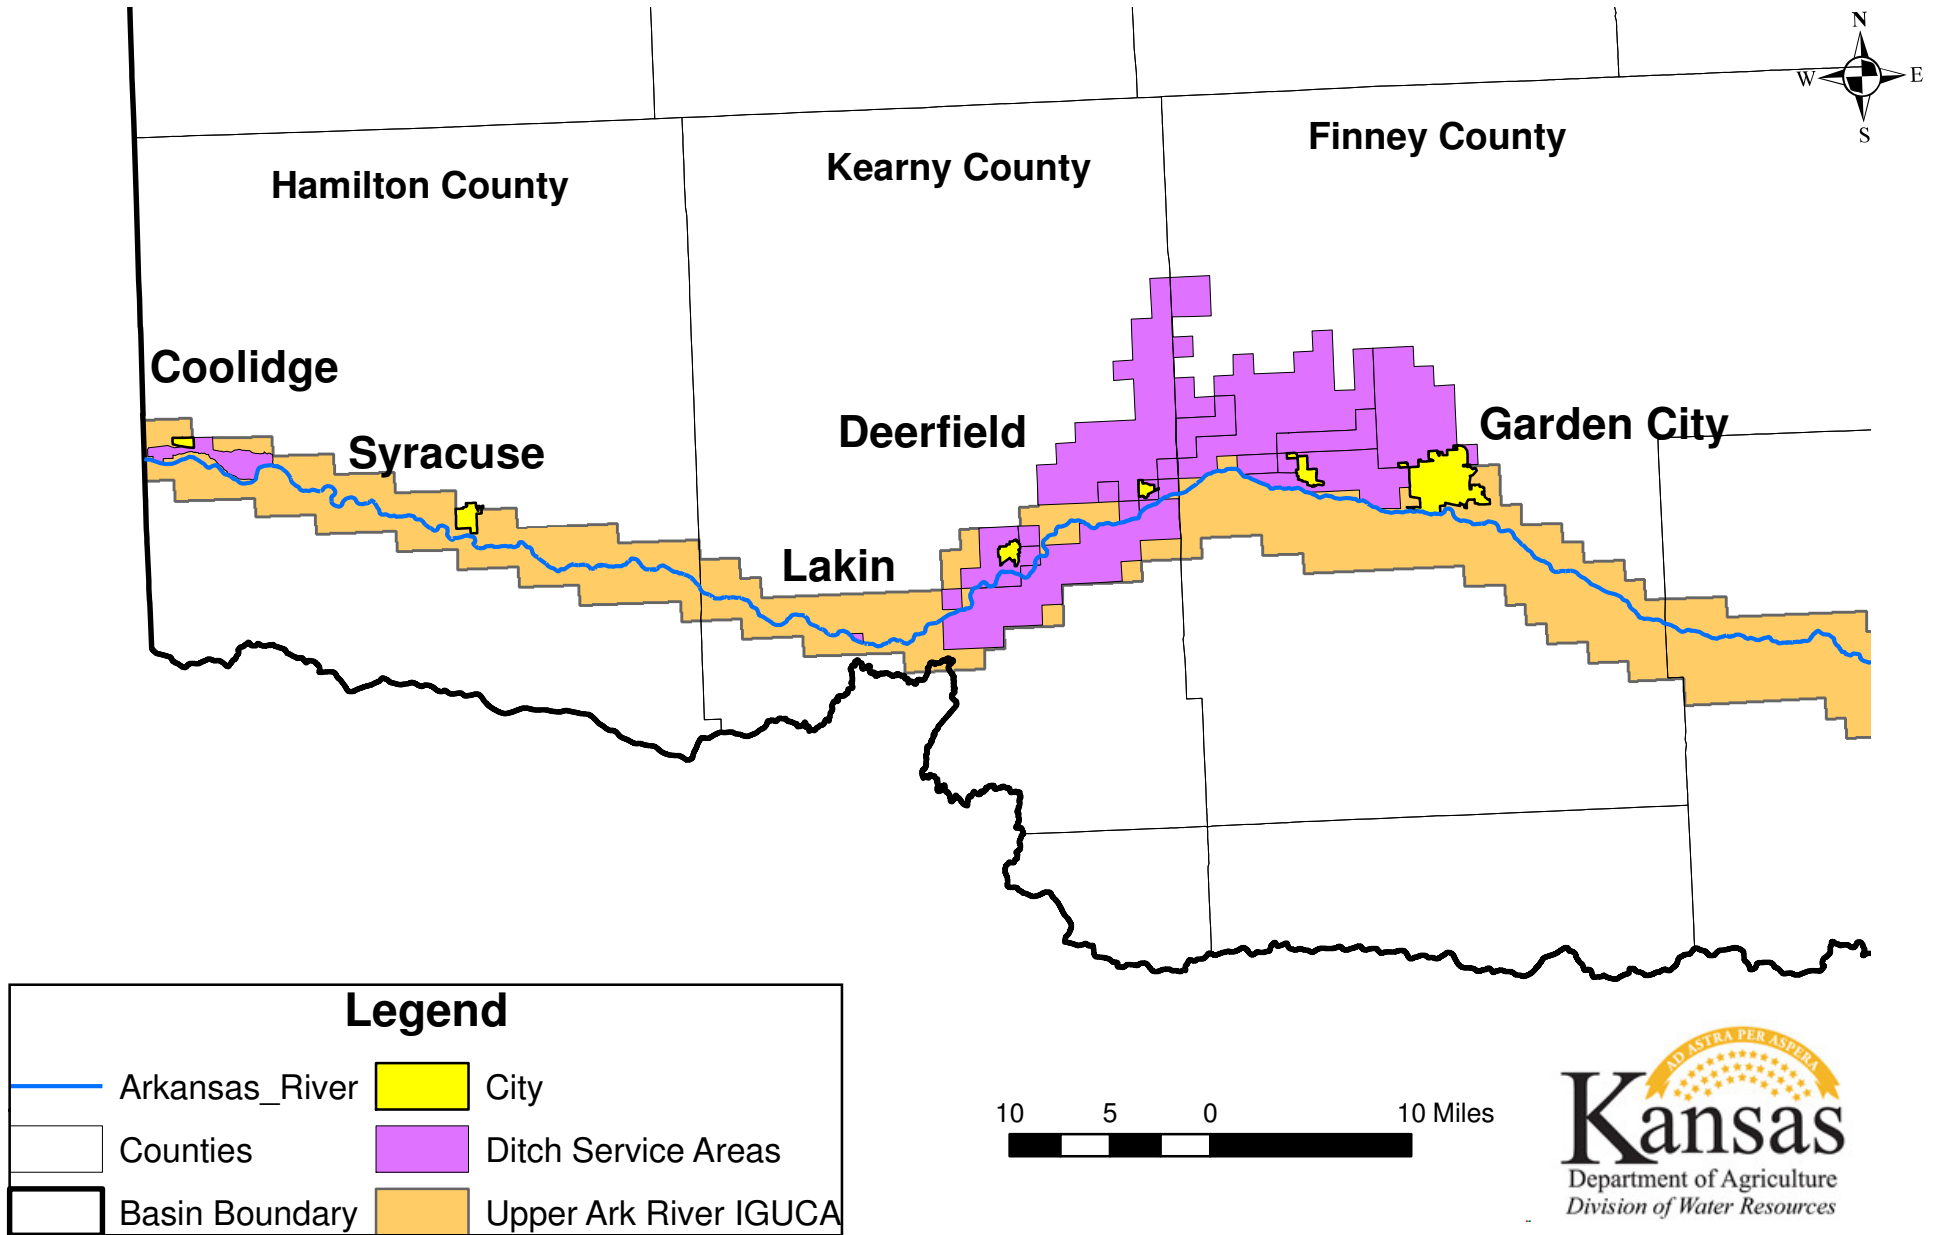 N
W E
S
Finney County
Kearny County
Hamilton County
Coolidge
Syracuse
Deerfield
Garden City
Lakin
Legend
Arkansas_River
City
Counties
Ditch Service Areas
Basin Boundary
Upper Ark River IGUCA
10 5 0 10 Miles
AD ASTRA PER ASPERA
Kansas
Department of Agriculture
Division of Water Resources